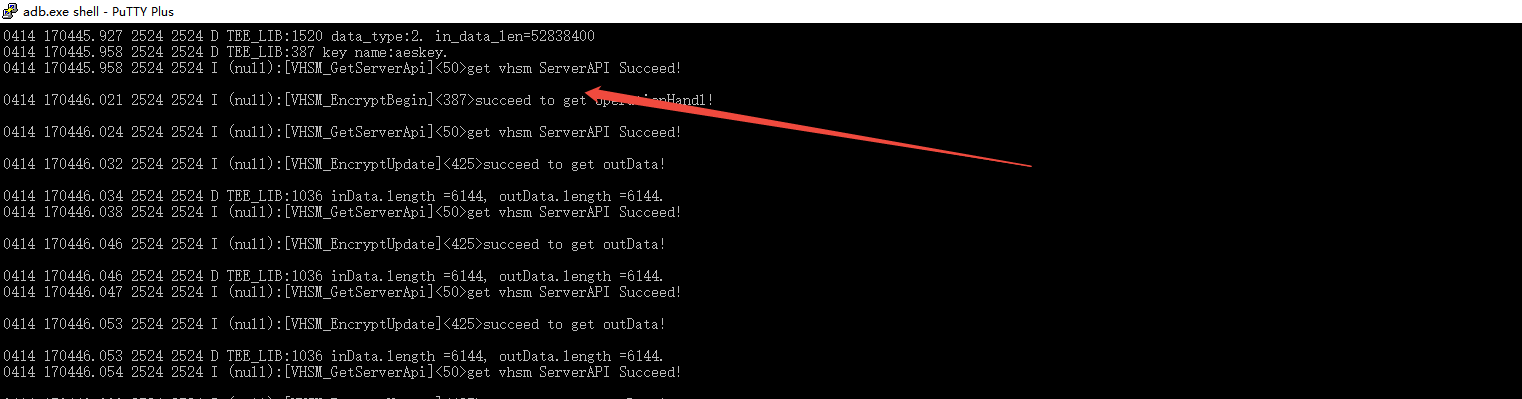 adb.exe shell - PuTTY Plus
0414 170445.927 2524 2524 D TEE_LIB:1520 data_type:2. in_data_len=52838400
0414 170445.958 2524 2524 D TEE_LIB:387 key name:aeskey.
0414 170445.958 2524 2524 I (null):[VHSM_GetServerApi]<50>get vhsm ServerAPI Succeed!
0414 170446.021 2524 2524 I (null):[VHSM_EncryptBegin]<387>succeed to get operationHandl!
0414 170446.024 2524 2524 I (null):[VHSM_GetServerApi]<50>get vhsm ServerAPI Succeed!
0414 170446.032 2524 2524 I (null):[VHSM_EncryptUpdate]<425>succeed to get outData!
0414 170446.034 2524 2524 D TEE_LIB:1036 inData.length =6144, outData.length =6144.
0414 170446.038 2524 2524 I (null):[VHSM_GetServerApi]<50>get vhsm ServerAPI Succeed!
0414 170446.046 2524 2524 I (null):[VHSM_EncryptUpdate]<425>succeed to get outData!
0414 170446.046 2524 2524 D TEE_LIB:1036 inData.length =6144, outData.length =6144.
0414 170446.047 2524 2524 I (null):[VHSM_GetServerApi]<50>get vhsm ServerAPI Succeed!
0414 170446.053 2524 2524 I (null):[VHSM_EncryptUpdate]<425>succeed to get outData!
0414 170446.053 2524 2524 D TEE_LIB:1036 inData.length =6144, outData.length =6144.
0414 170446.054 2524 2524 I (null):[VHSM_GetServerApi]<50>get vhsm ServerAPI Succeed!